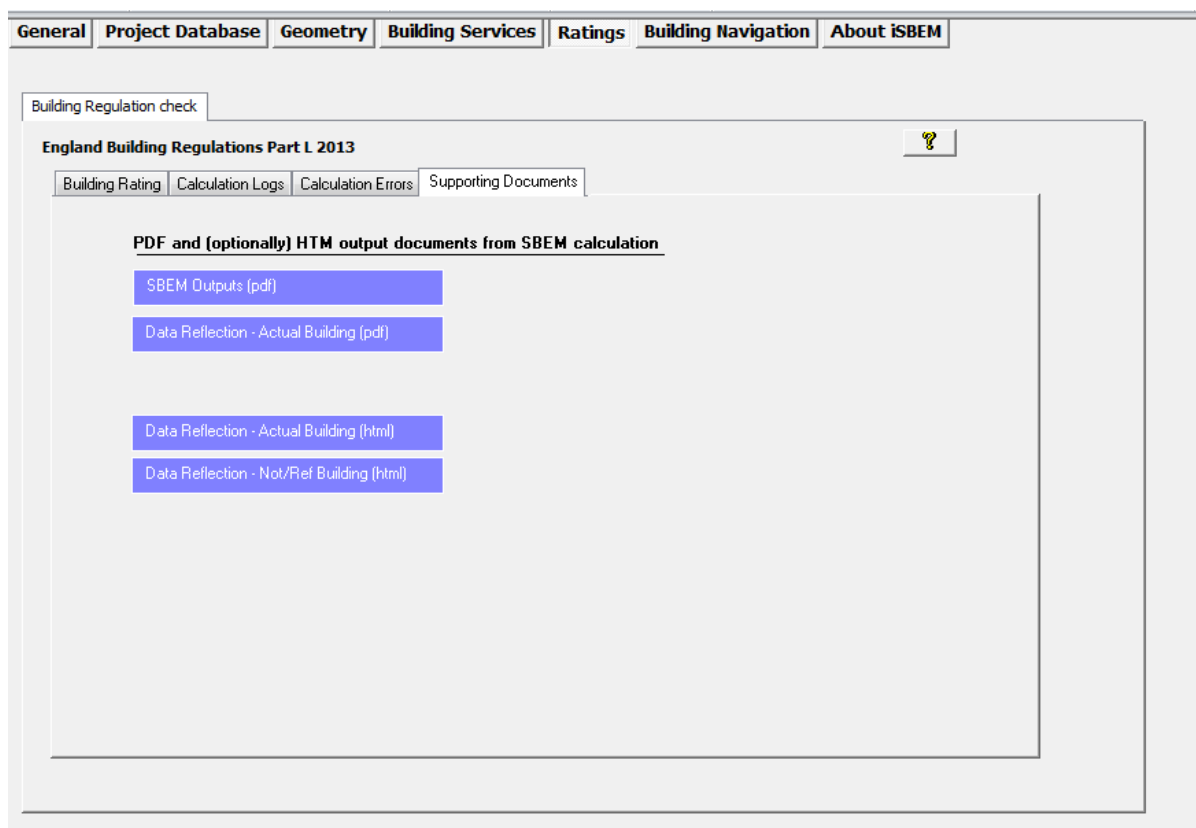 General Project Database Geometry Building Services Ratings Building Navigation About iSBEM
Building Regulation check
England Building Regulations Part L 2013
?
Building Rating Calculation Logs Calculation Errors Supporting Documents
PDF and (optionally) HTM output documents from SBEM calculation
SBEM Outputs (pdf)
Data Reflection - Actual Building (pdf)
Data Reflection - Actual Building (html)
Data Reflection - Not/Ref Building (html)